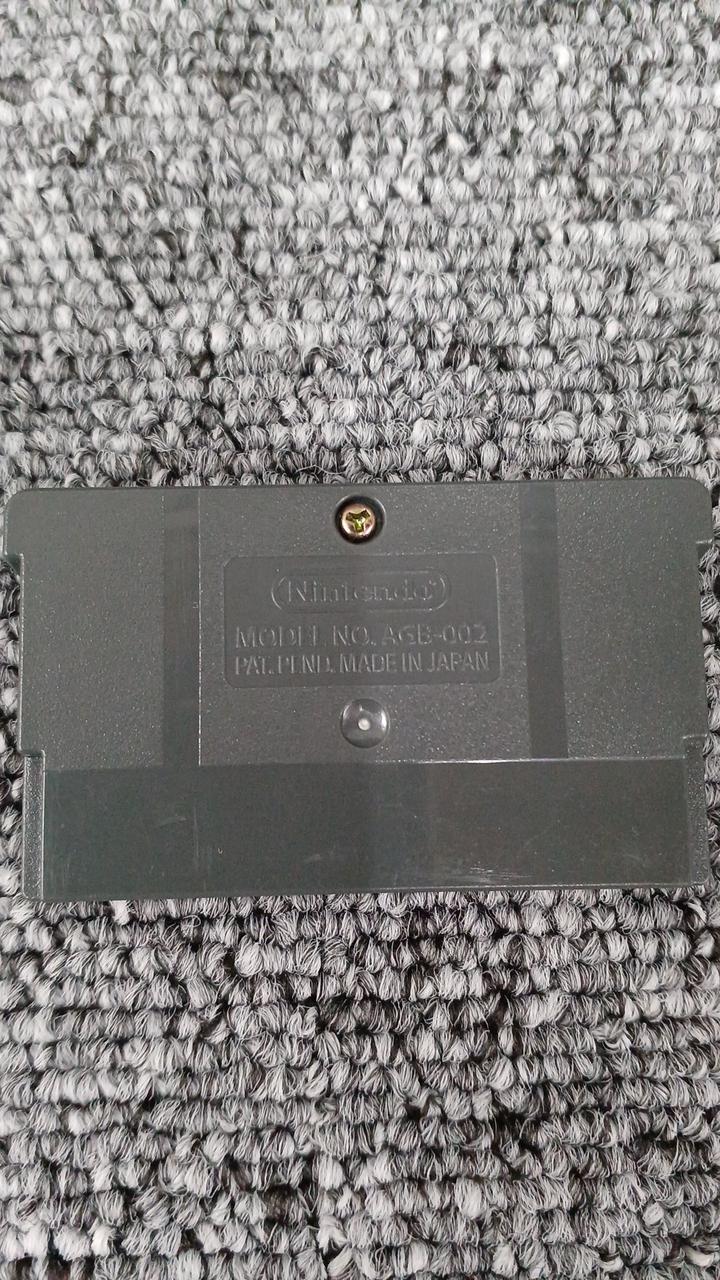 Nintendo®
MODEL NO. AGB-002
PAT. PEND. MADE IN JAPAN